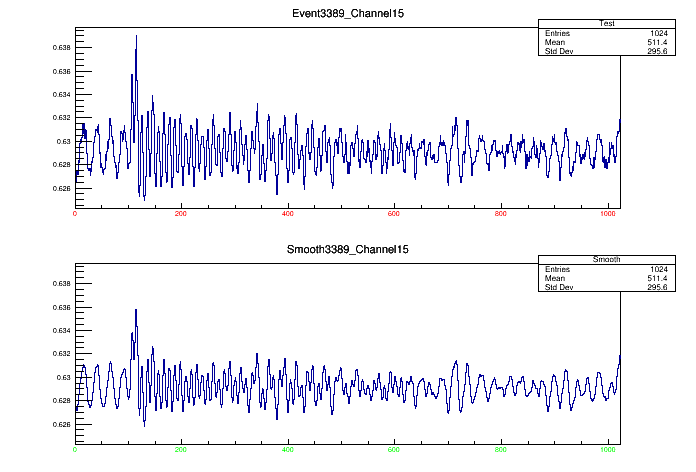 Event3389_Channel15
Test
Entries 1024
Mean 511.4
Std Dev 295.6
0.638
0.636
0.634
0.632
0.63
0.628
0.626
0 200 400 600 800 1000
Smooth3389_Channel15
Smooth
Entries 1024
Mean 511.4
Std Dev 295.6
0.638
0.636
0.634
0.632
0.63
0.628
0.626
0 200 400 600 800 1000